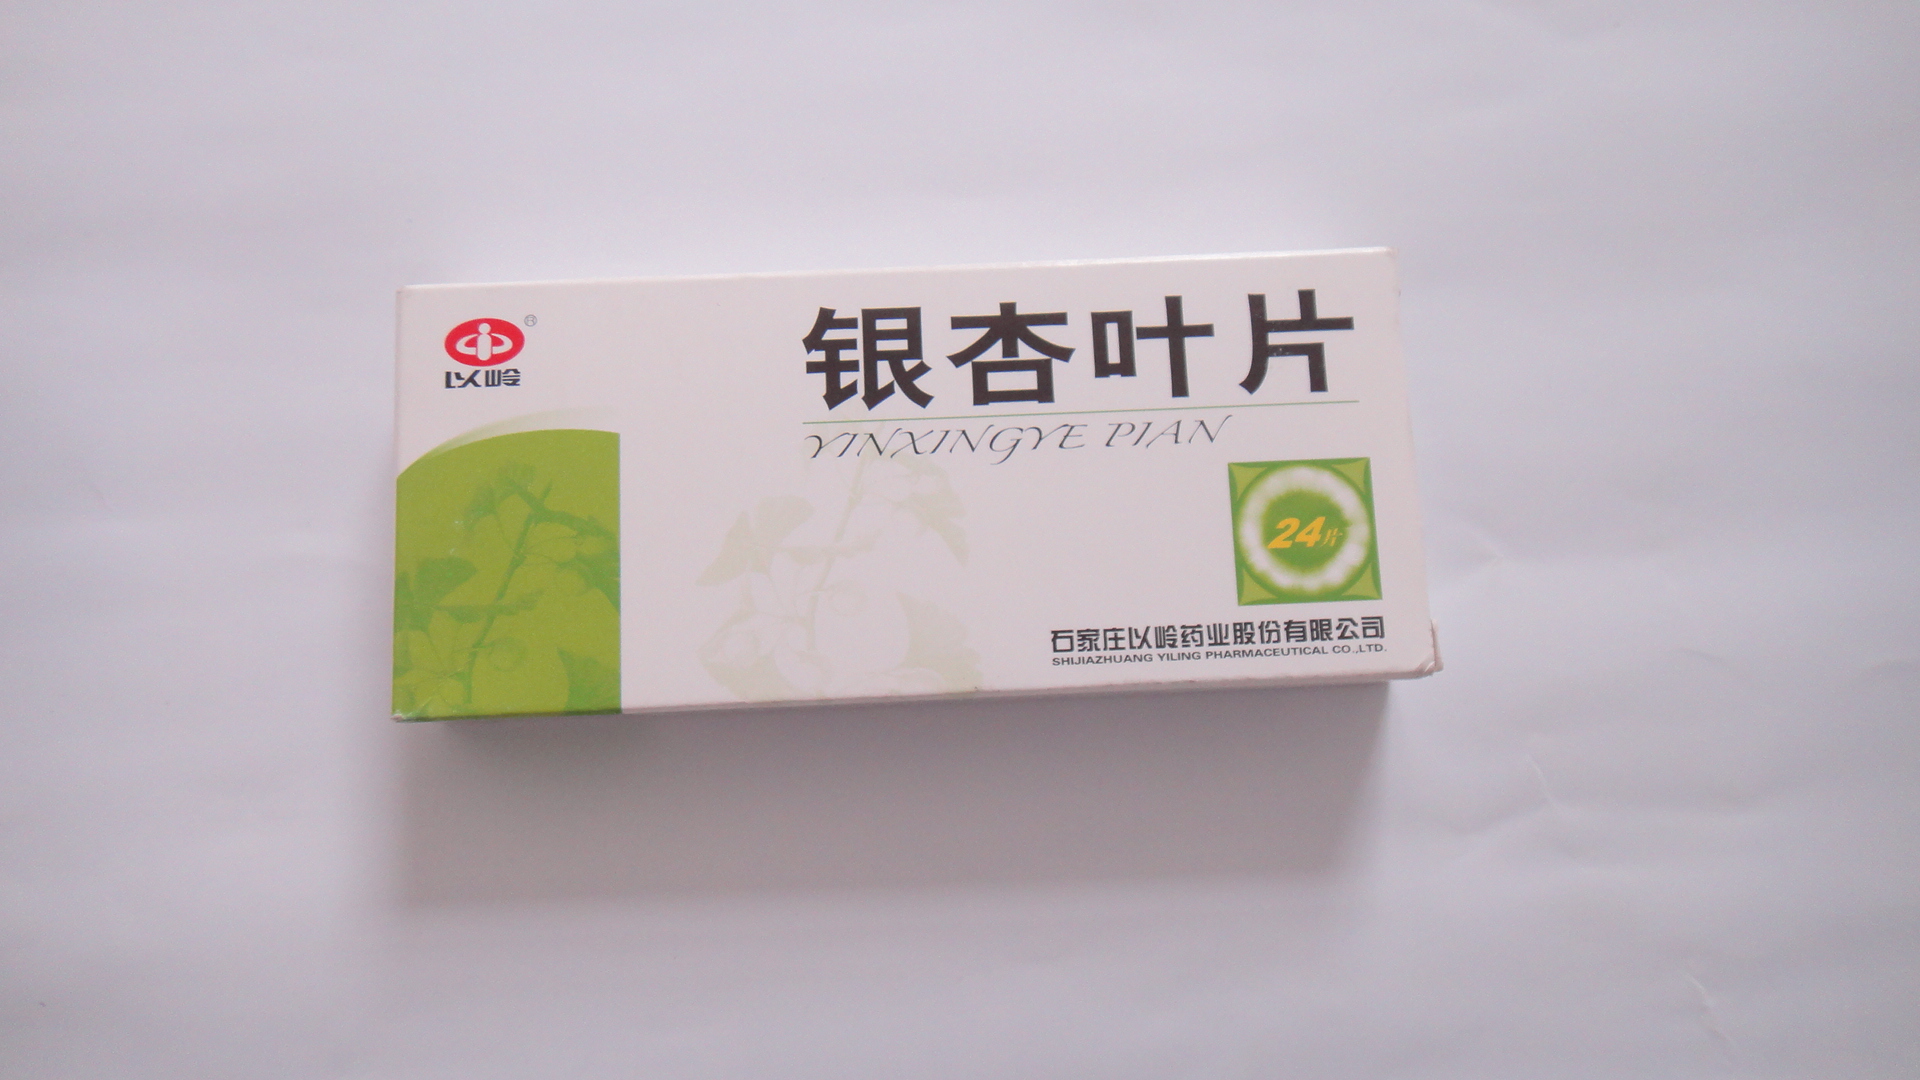 以岭
银杏叶片
YINXINGYE PIAN
24片
石家庄以岭药业股份有限公司
SHIJIAZHUANG YILING PHARMACEUTICAL CO.,LTD.